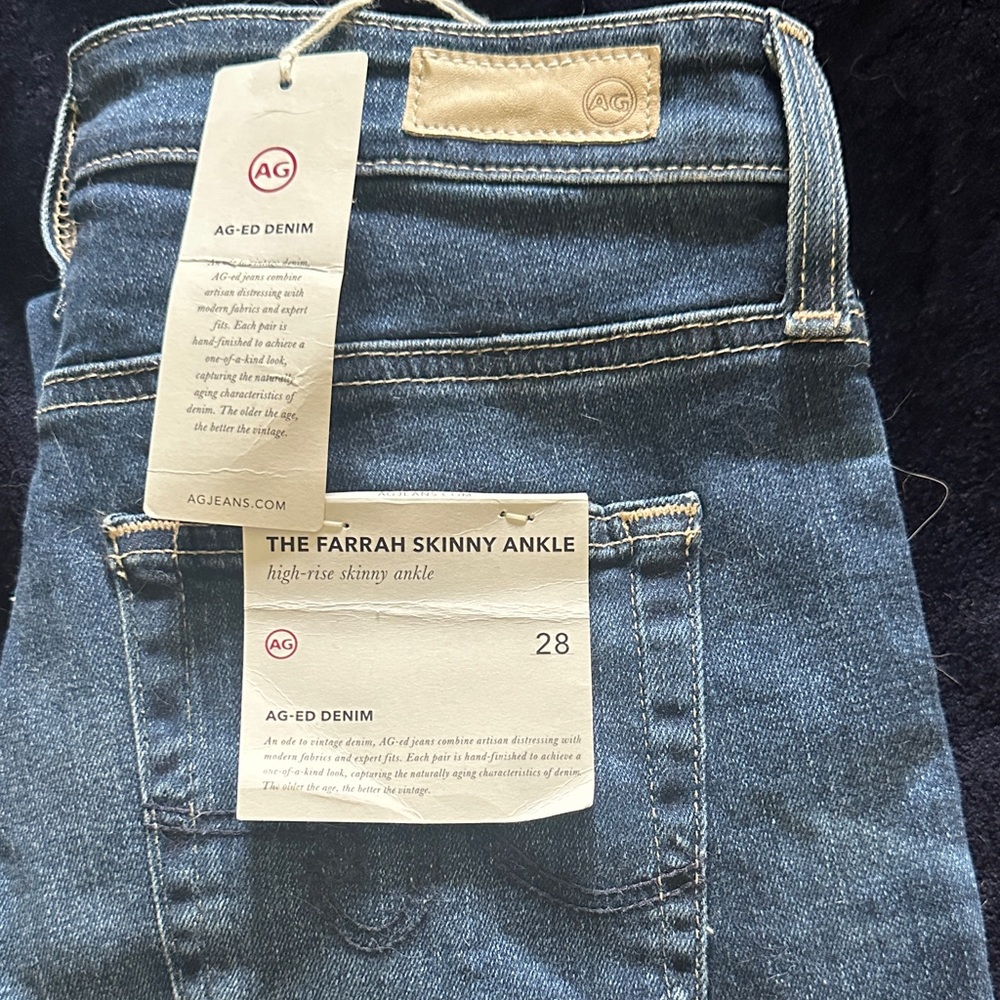 AG
AG
AG-ED DENIM
An ode to vintage denim,
AG-ed jeans combine
artisan distressing with
modern fabrics and expert
fits. Each pair is
hand-finished to achieve a
one-of-a-kind look,
capturing the naturally
aging characteristics of
denim. The older the age,
the better the vintage.
AGJEANS.COM
AGJEANS.COM
THE FARRAH SKINNY ANKLE
high-rise skinny ankle
AG
28
AG-ED DENIM
An ode to vintage denim, AG-ed jeans combine artisan distressing with
modern fabrics and expert fits. Each pair is hand-finished to achieve a
one-of-a-kind look, capturing the naturally aging characteristics of denim.
The older the age, the better the vintage.